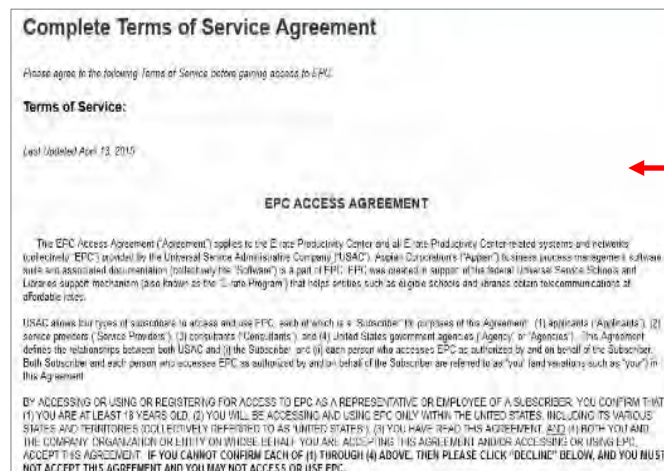 Complete Terms of Service Agreement
Please agree to the following Terms of Service before gaining access to EPC.
Terms of Service:
Last Updated April 13, 2015
EPC ACCESS AGREEMENT
The EPC Access Agreement ("Agreement") applies to the E-rate Productivity Center and all E-rate Productivity Center-related systems and networks
(collectively "EPC") provided by the Universal Service Administrative Company ("USAC"). Appian Corporation's ("Appian") business process management software
suite and associated documentation (collectively the "Software") is a part of EPC. EPC was created in support of the federal Universal Service Schools and
Libraries support mechanism (also known as the "E-rate Program") that helps entities such as eligible schools and libraries obtain telecommunications at
affordable rates.
USAC allows four types of subscribers to access and use EPC, each of which is a "Subscriber" for purposes of this Agreement: (1) applicants ("Applicants"), (2)
service providers ("Service Providers"), (3) consultants ("Consultants"), and (4) United States government agencies ("Agency" or "Agencies"). This Agreement
defines the relationships between both USAC and (i) the Subscriber, and (ii) each person who accesses EPC as authorized by and on behalf of the Subscriber.
Both Subscriber and each person who accesses EPC as authorized by and on behalf of the Subscriber are referred to as "you" (and variations such as "your") in
this Agreement.
BY ACCESSING OR USING OR REGISTERING FOR ACCESS TO EPC AS A REPRESENTATIVE OR EMPLOYEE OF A SUBSCRIBER, YOU CONFIRM THAT
(1) YOU ARE AT LEAST 18 YEARS OLD, (2) YOU WILL BE ACCESSING AND USING EPC ONLY WITHIN THE UNITED STATES, INCLUDING ITS VARIOUS
STATES AND TERRITORIES (COLLECTIVELY REFERRED TO AS "UNITED STATES"), (3) YOU HAVE READ THIS AGREEMENT, AND (4) BOTH YOU AND
THE COMPANY, ORGANIZATION OR ENTITY ON WHOSE BEHALF YOU ARE ACCEPTING THIS AGREEMENT AND/OR ACCESSING OR USING EPC,
ACCEPT THIS AGREEMENT. IF YOU CANNOT CONFIRM EACH OF (1) THROUGH (4) ABOVE, THEN PLEASE CLICK "DECLINE" BELOW, AND YOU MUST
NOT ACCEPT THIS AGREEMENT AND YOU MAY NOT ACCESS OR USE EPC.